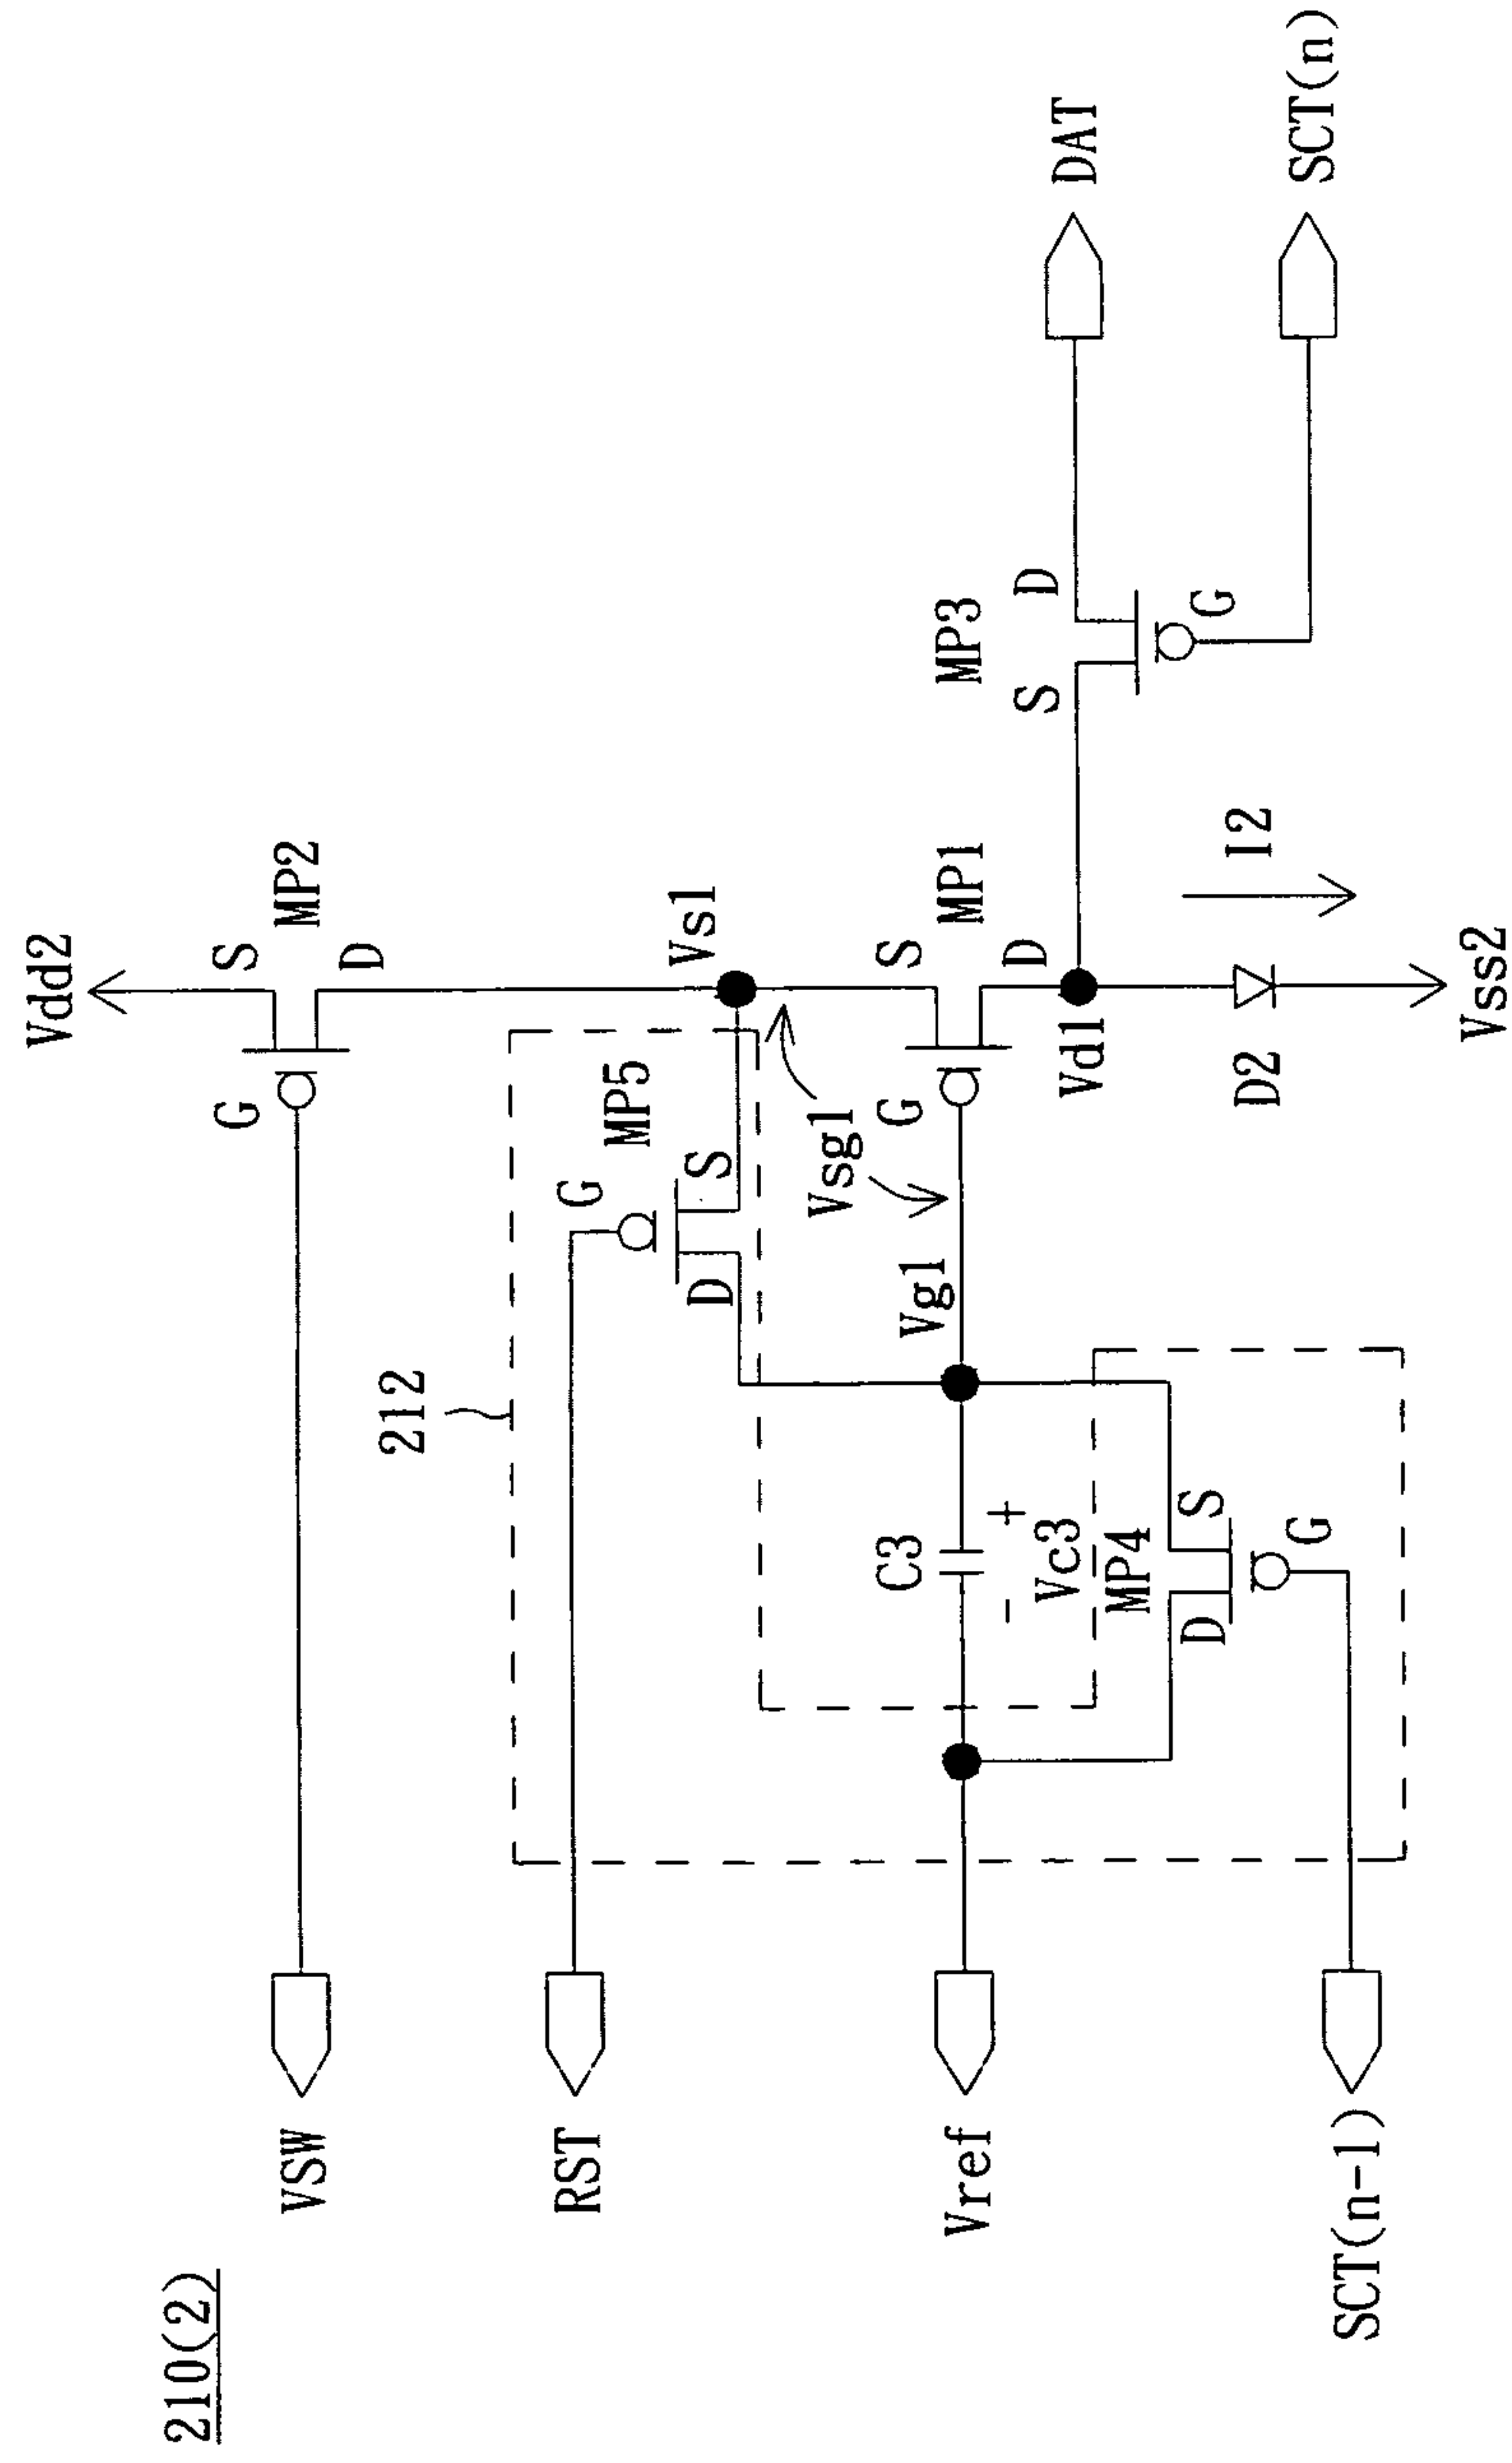 210(2)
VSW
RST
Vref
SCT(n-1)
212
Vdd2
S
MP2
G
D
G
MP5
S
D
Vs1
Vsg1
Vg1
S
MP1
G
D
Vd1
C3
+
-
Vc3
MP4
S
D
G
D2
I2
Vss2
MP3
S
D
G
DAT
SCT(n)